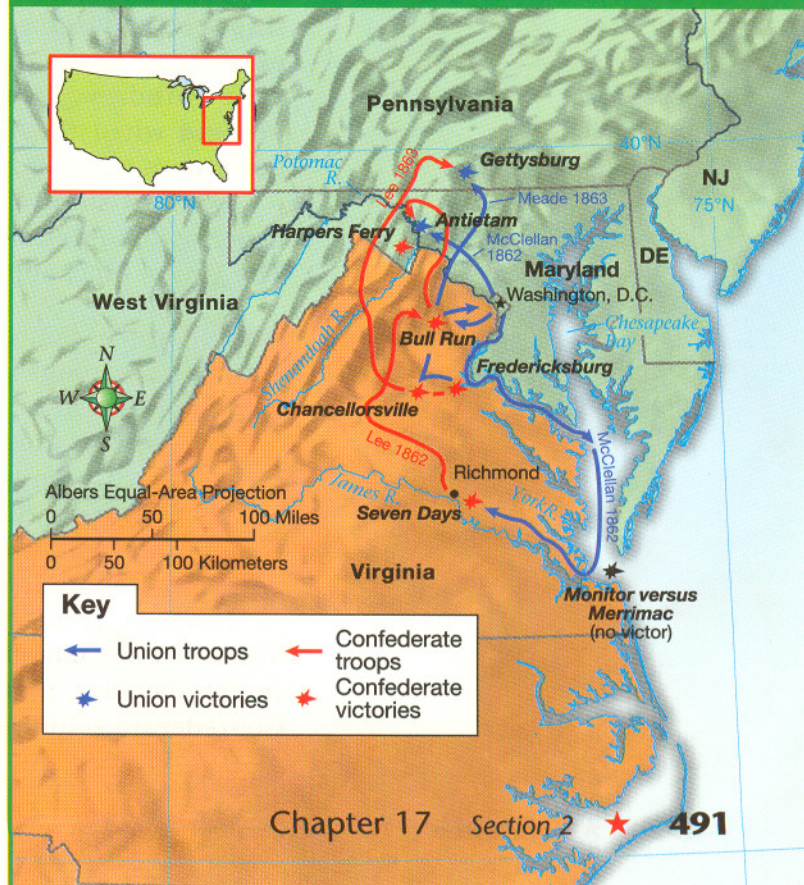 Pennsylvania
40°N
Gettysburg
Lee 1863
Potomac
R.
NJ
80°N
75°N
Meade 1863
Antietam
Harpers Ferry
McClellan
1862
Maryland
DE
West Virginia
Washington, D.C.
Shenandoah R.
Chesapeake
Bay
Bull Run
N
W E
S
Fredericksburg
Chancellorsville
Lee 1862
McClellan 1862
Richmond
Albers Equal-Area Projection
0 50 100 Miles
0 50 100 Kilometers
James R.
York R.
Seven Days
Virginia
Monitor versus
Merrimac
(no victor)
Key
Union troops
Confederate
troops
Union victories
Confederate
victories
Chapter 17 Section 2 491